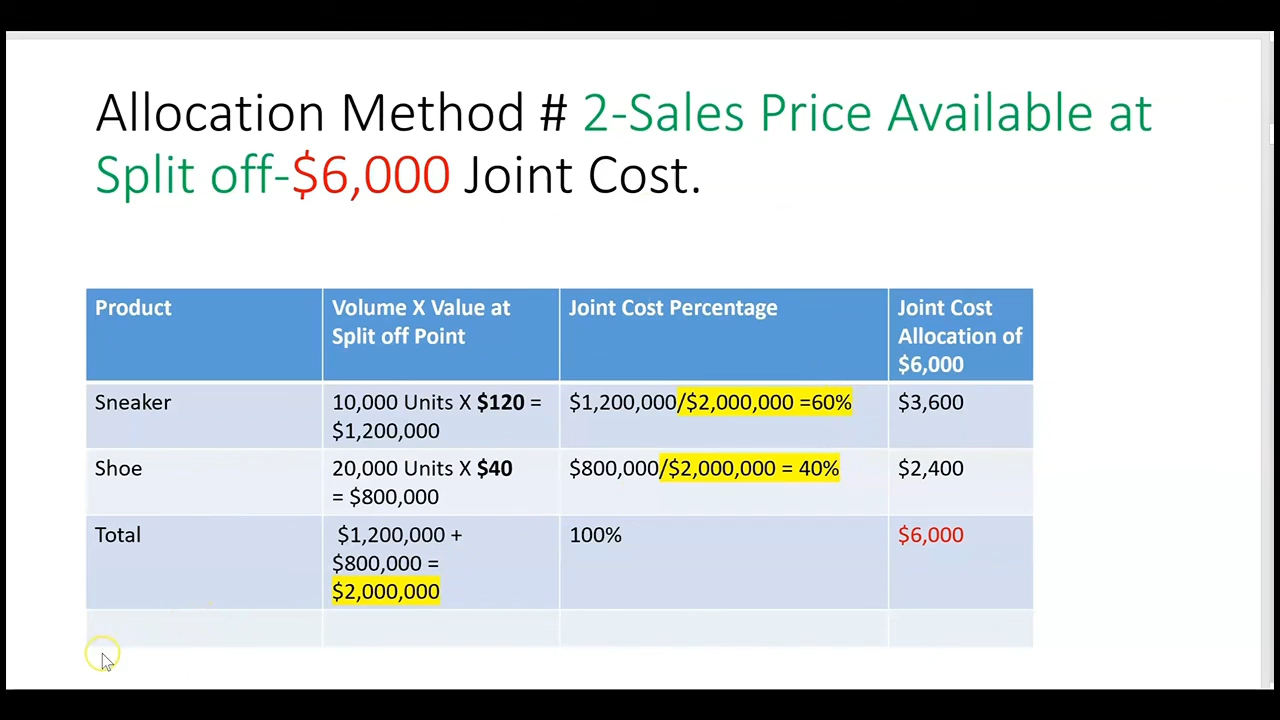 Allocation Method # 2-Sales Price Available at
Split off-$6,000 Joint Cost.
Product
Volume X Value at
Split off Point
Joint Cost Percentage
Joint Cost
Allocation of
$6,000
Sneaker
10,000 Units X $120 =
$1,200,000
$1,200,000/$2,000,000 =60%
$3,600
Shoe
20,000 Units X $40
= $800,000
$800,000/$2,000,000 = 40%
$2,400
Total
$1,200,000 +
$800,000 =
$2,000,000
100%
$6,000